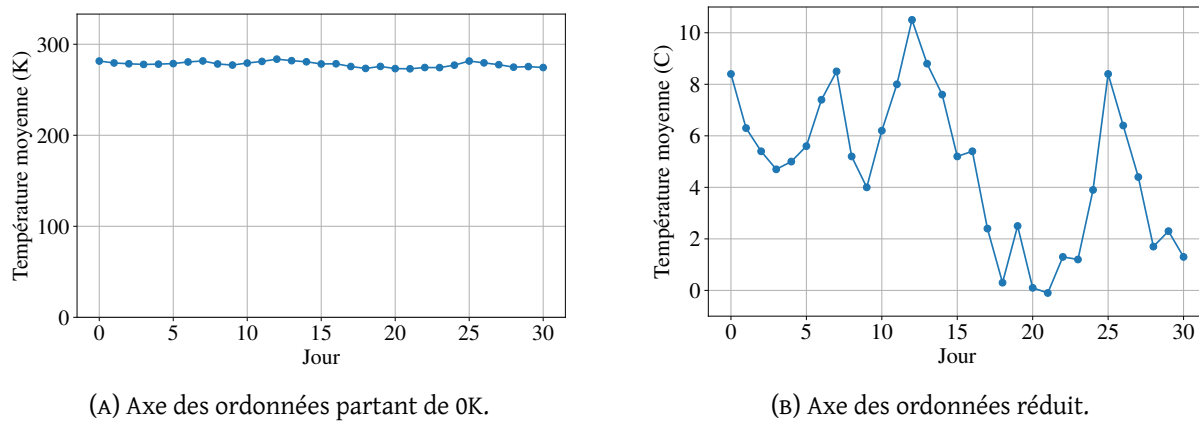 300
200
100
0
Température moyenne (K)
0 5 10 15 20 25 30
Jour
(A) Axe des ordonnées partant de 0K.
10
8
6
4
2
0
Température moyenne (C)
0 5 10 15 20 25 30
Jour
(B) Axe des ordonnées réduit.